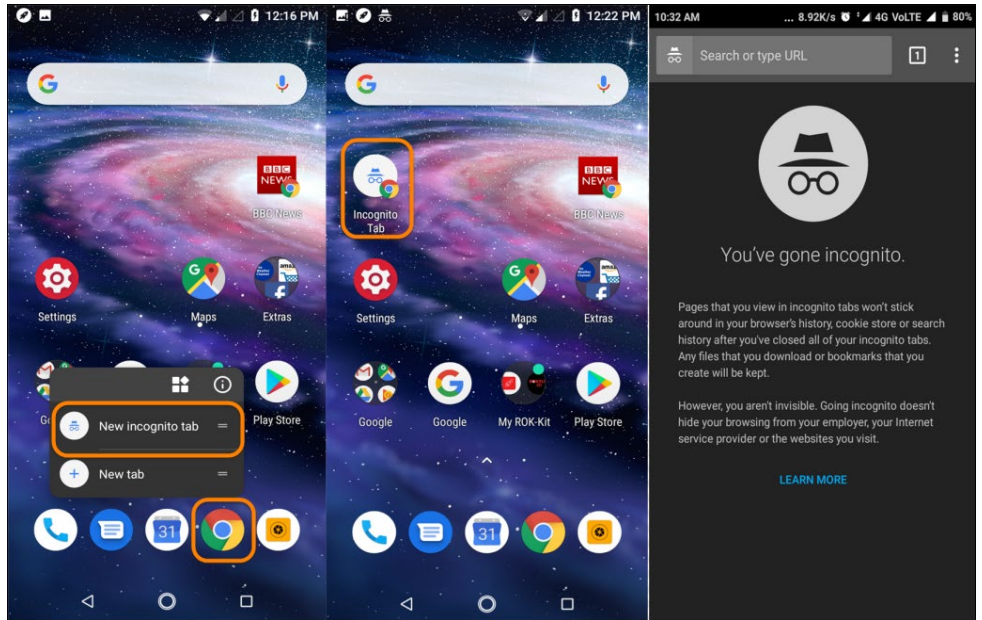 12:16 PM
BBC
NEWS
BBC News
Settings
Maps
Extras
New incognito tab
Play Store
New tab
31
12:22 PM
Incognito
Tab
BBC
NEWS
BBC News
Settings
Maps
Extras
Google
Google
My ROK-Kit
Play Store
31
10:32 AM
... 8.92K/s 4G VoLTE 80%
Search or type URL
1
You've gone incognito.
Pages that you view in incognito tabs won't stick
around in your browser's history, cookie store or search
history after you've closed all of your incognito tabs.
Any files that you download or bookmarks that you
create will be kept.
However, you aren't invisible. Going incognito doesn't
hide your browsing from your employer, your Internet
service provider or the websites you visit.
LEARN MORE